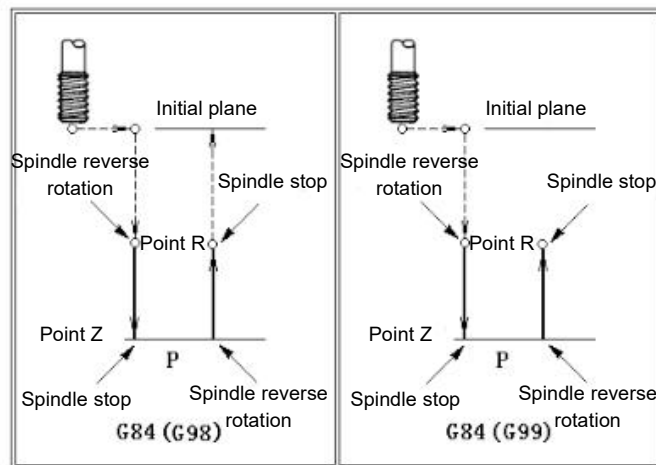 Initial plane
Spindle reverse
rotation
Spindle stop
Point R
Point Z
P
Spindle stop
Spindle reverse
rotation
G84 (G98)
Initial plane
Spindle reverse
rotation
Spindle stop
Point R
Point Z
P
Spindle stop
Spindle reverse
rotation
G84 (G99)